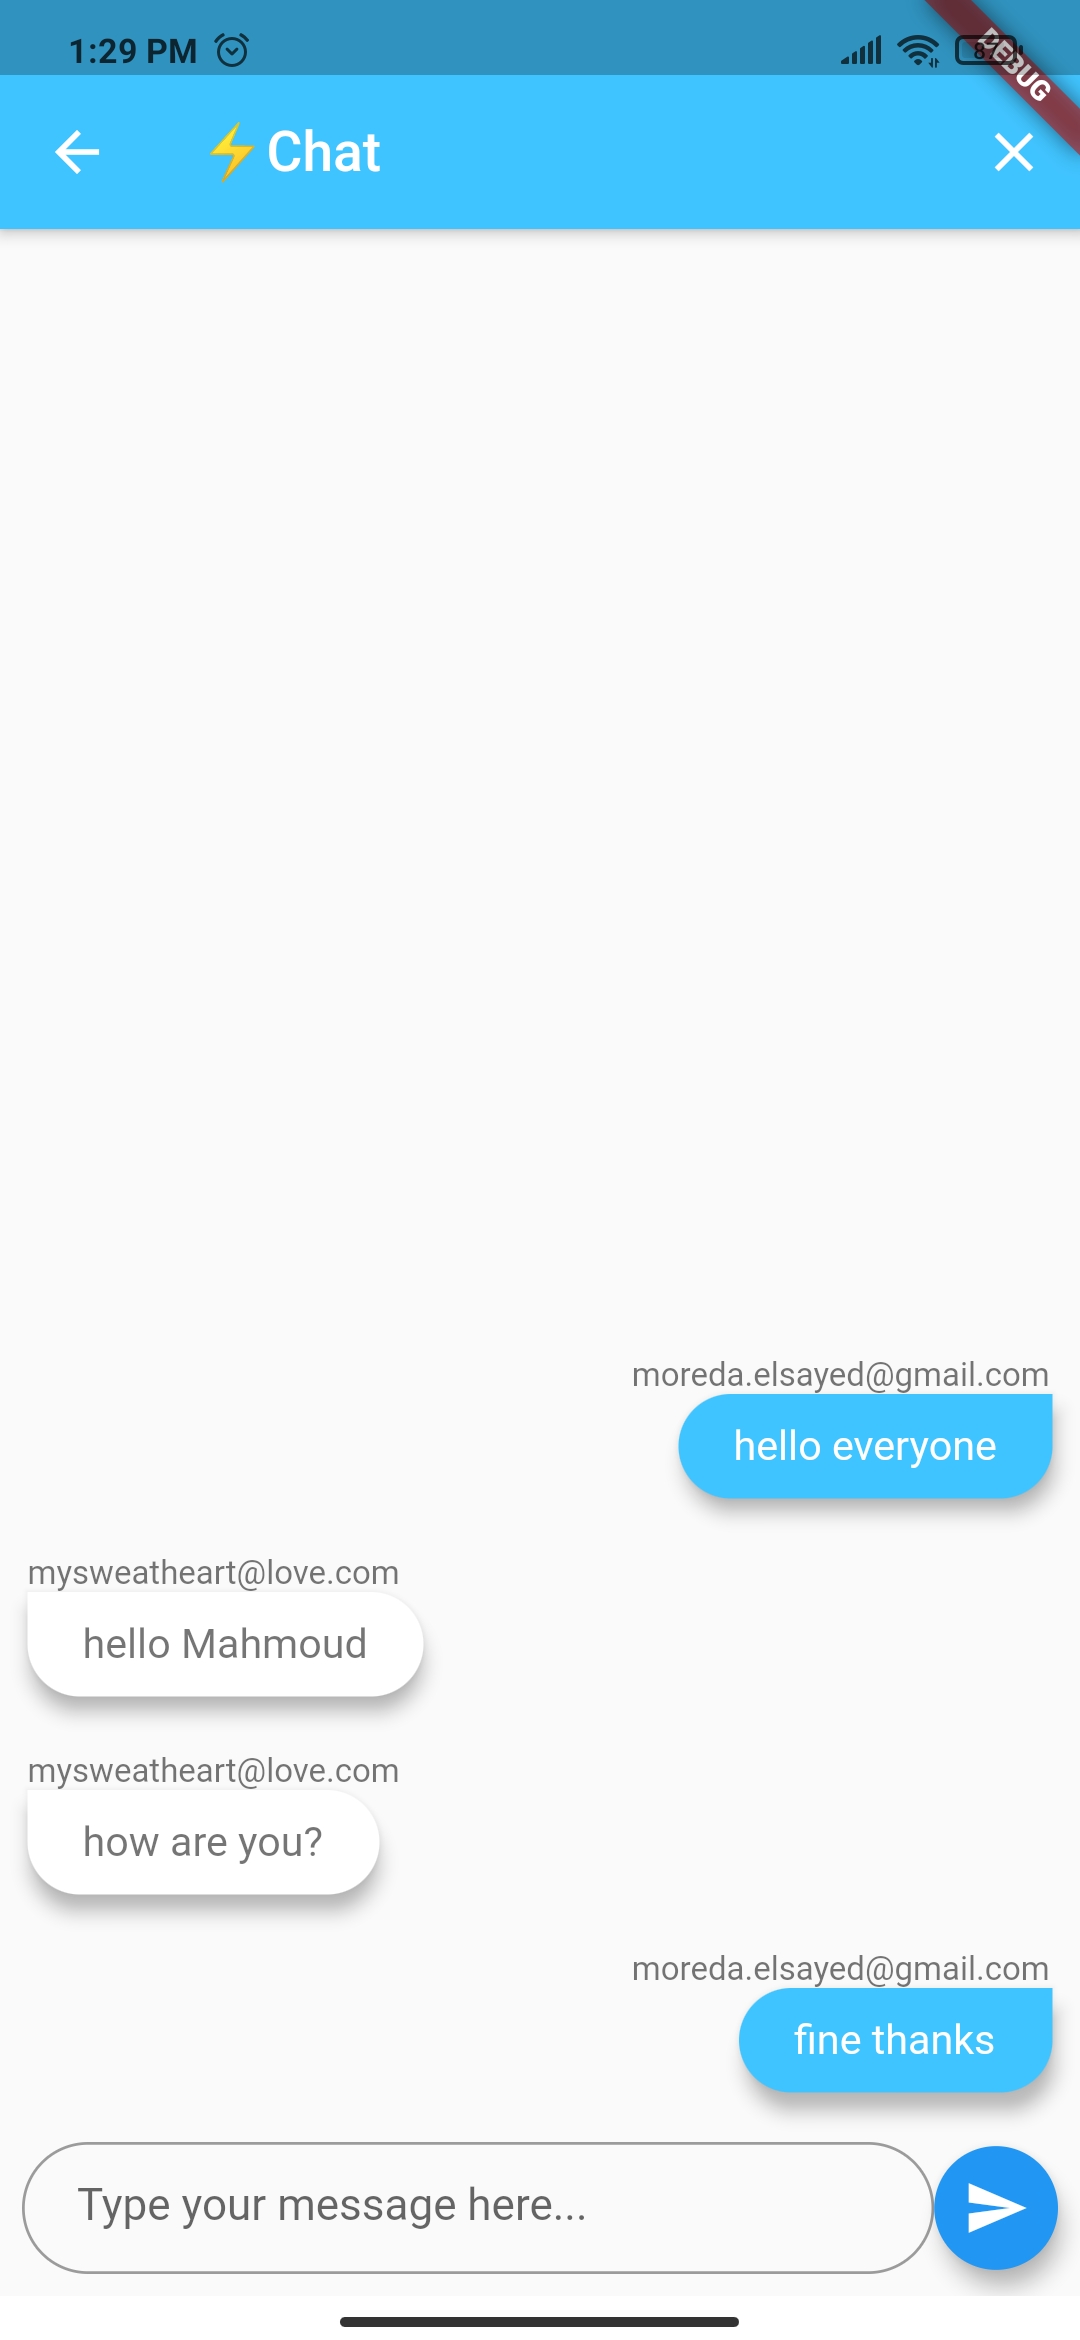 1:29 PM
DEBUG
⚡Chat
moreda.elsayed@gmail.com
hello everyone
mysweatheart@love.com
hello Mahmoud
mysweatheart@love.com
how are you?
moreda.elsayed@gmail.com
fine thanks
Type your message here...